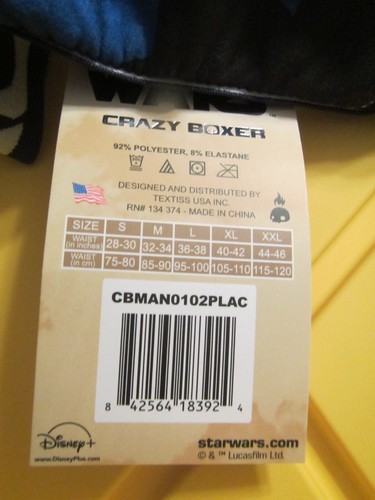 WARS
CRAZY BOXER
92% POLYESTER, 8% ELASTANE
DESIGNED AND DISTRIBUTED BY
TEXTISS USA INC.
RN# 134 374 - MADE IN CHINA
SIZE S M L XL XXL
WAIST (in inches) 28-30 32-34 36-38 40-42 44-46
WAIST (in cm) 75-80 85-90 95-100 105-110 115-120
CBMAN0102PLAC
8 42564 18392 4
Disney+
www.DisneyPlus.com
starwars.com
© & ™ Lucasfilm Ltd.